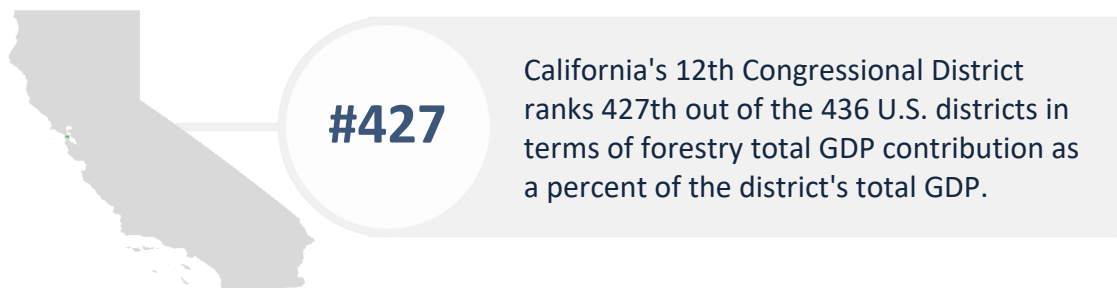 #427
California's 12th Congressional District
ranks 427th out of the 436 U.S. districts in
terms of forestry total GDP contribution as
a percent of the district's total GDP.